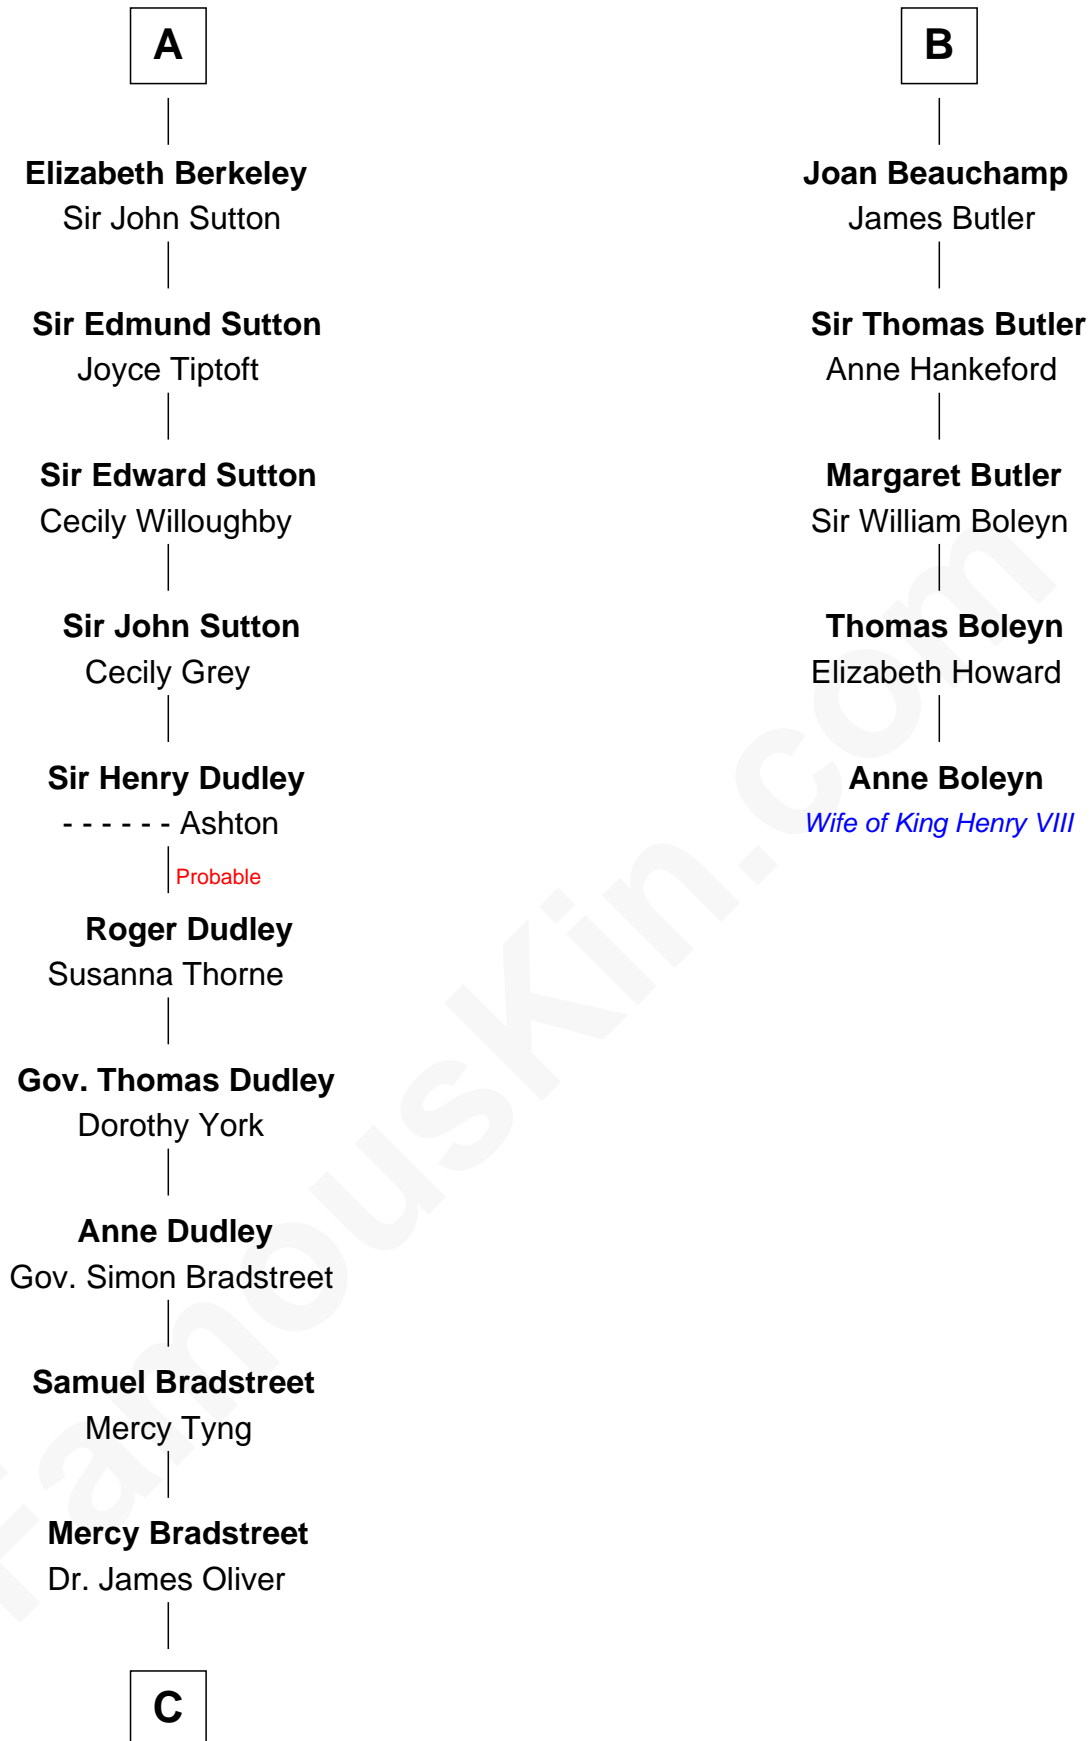 A
Elizabeth Berkeley
Sir John Sutton
Sir Edmund Sutton
Joyce Tiptoft
Sir Edward Sutton
Cecily Willoughby
Sir John Sutton
Cecily Grey
Sir Henry Dudley
- - - - - - Ashton
Probable
Roger Dudley
Susanna Thorne
Gov. Thomas Dudley
Dorothy York
Anne Dudley
Gov. Simon Bradstreet
Samuel Bradstreet
Mercy Tyng
Mercy Bradstreet
Dr. James Oliver
C
B
Joan Beauchamp
James Butler
Sir Thomas Butler
Anne Hankeford
Margaret Butler
Sir William Boleyn
Thomas Boleyn
Elizabeth Howard
Anne Boleyn
Wife of King Henry VIII
FamousKin.com